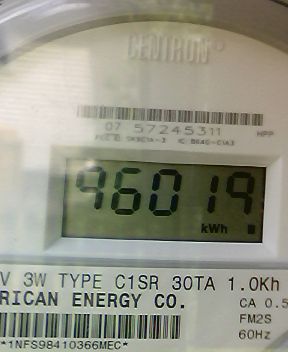 CENTRON®
07 57245311 HPP
96019
kWh
V 3W TYPE C1SR 30TA 1.0Kh
RICAN ENERGY CO.
CA 0.5
FM2S
60Hz
*1NFS98410366MEC*